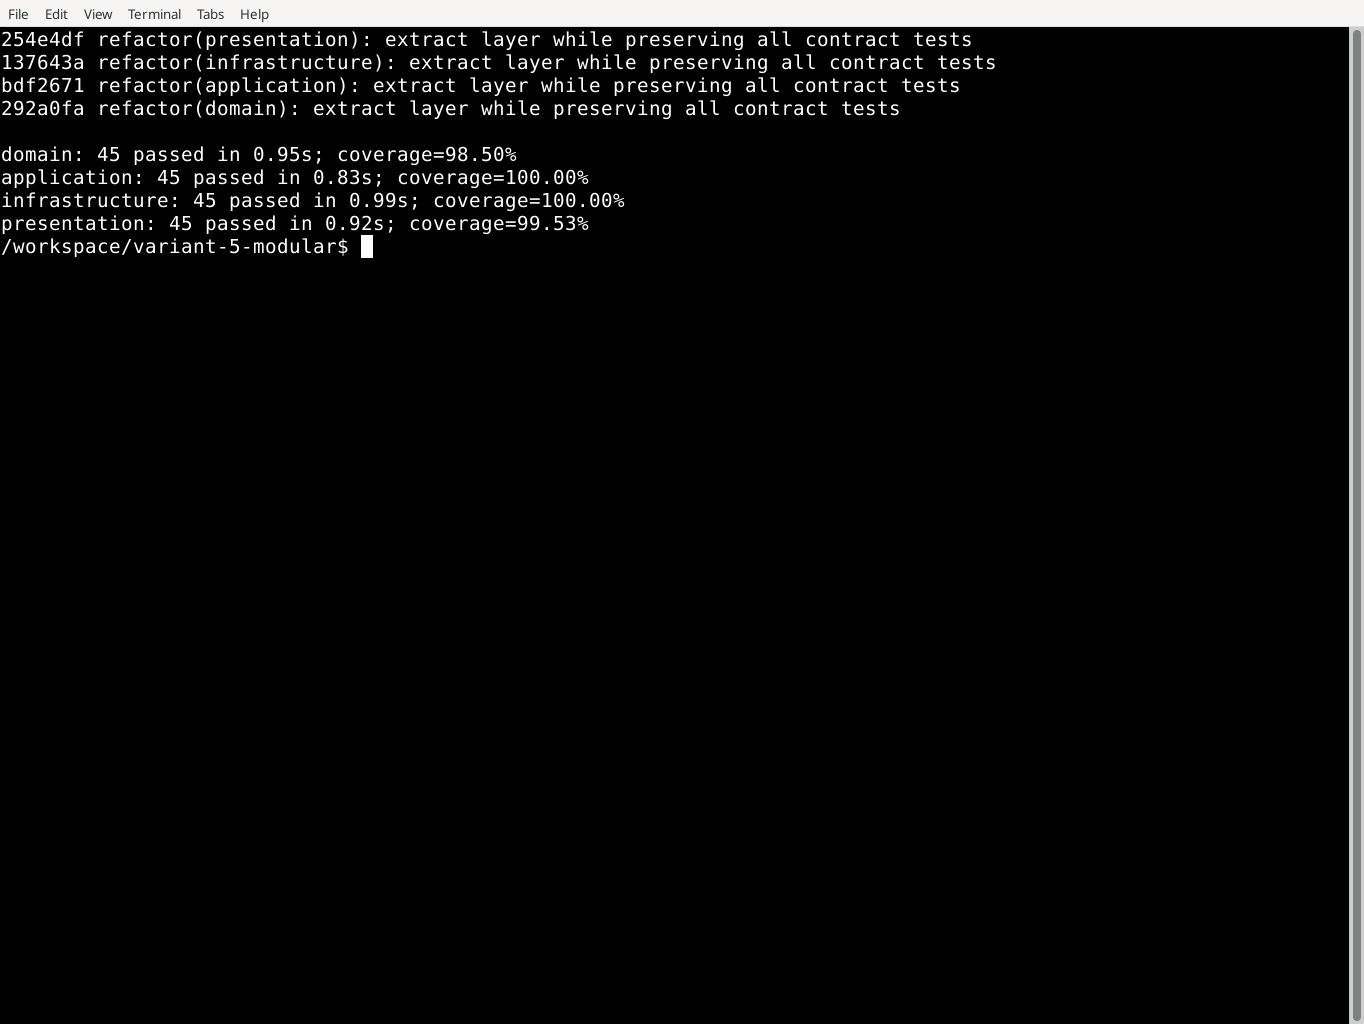 File Edit View Terminal Tabs Help
254e4df refactor(presentation): extract layer while preserving all contract tests
137643a refactor(infrastructure): extract layer while preserving all contract tests
bdf2671 refactor(application): extract layer while preserving all contract tests
292a0fa refactor(domain): extract layer while preserving all contract tests
domain: 45 passed in 0.95s; coverage=98.50%
application: 45 passed in 0.83s; coverage=100.00%
infrastructure: 45 passed in 0.99s; coverage=100.00%
presentation: 45 passed in 0.92s; coverage=99.53%
/workspace/variant-5-modular$